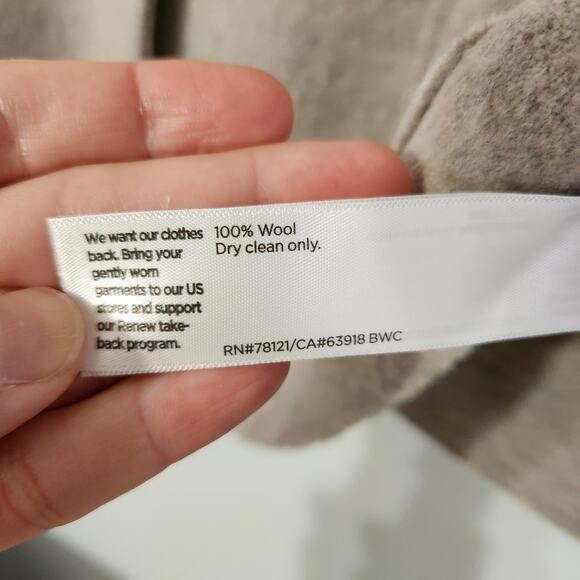 We want our clothes
back. Bring your
gently worn
garments to our US
stores and support
our Renew take-
back program.
100% Wool
Dry clean only.
RN#78121/CA#63918 BWC